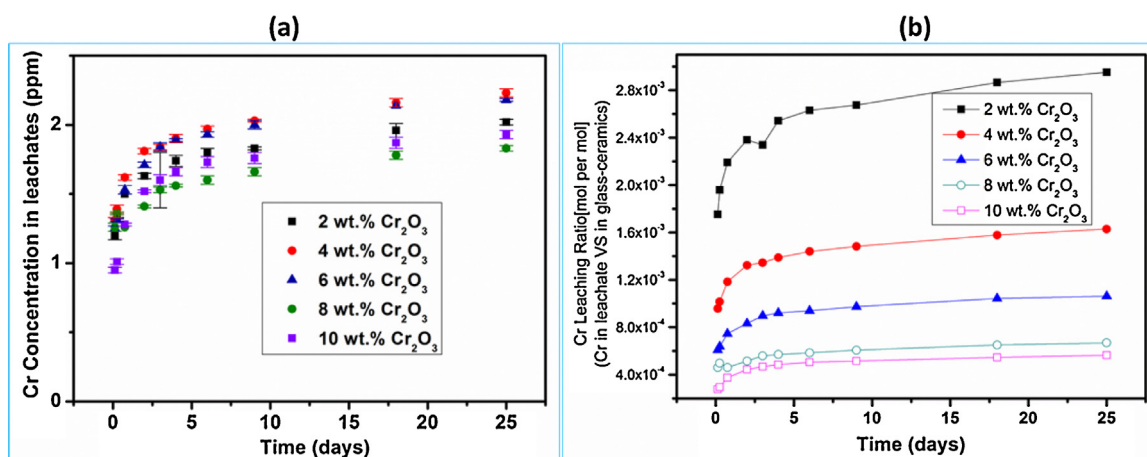 (a)
Cr Concentration in leachates (ppm)
2
1
0
0 5 10 15 20 25
Time (days)
2 wt.% Cr₂O₃
4 wt.% Cr₂O₃
6 wt.% Cr₂O₃
8 wt.% Cr₂O₃
10 wt.% Cr₂O₃
(b)
Cr Leaching Ratio[mol per mol]
(Cr in leachate VS in glass-ceramics)
2.8x10⁻³
2.4x10⁻³
2.0x10⁻³
1.6x10⁻³
1.2x10⁻³
8.0x10⁻⁴
4.0x10⁻⁴
0 5 10 15 20 25
Time (days)
2 wt.% Cr₂O₃
4 wt.% Cr₂O₃
6 wt.% Cr₂O₃
8 wt.% Cr₂O₃
10 wt.% Cr₂O₃